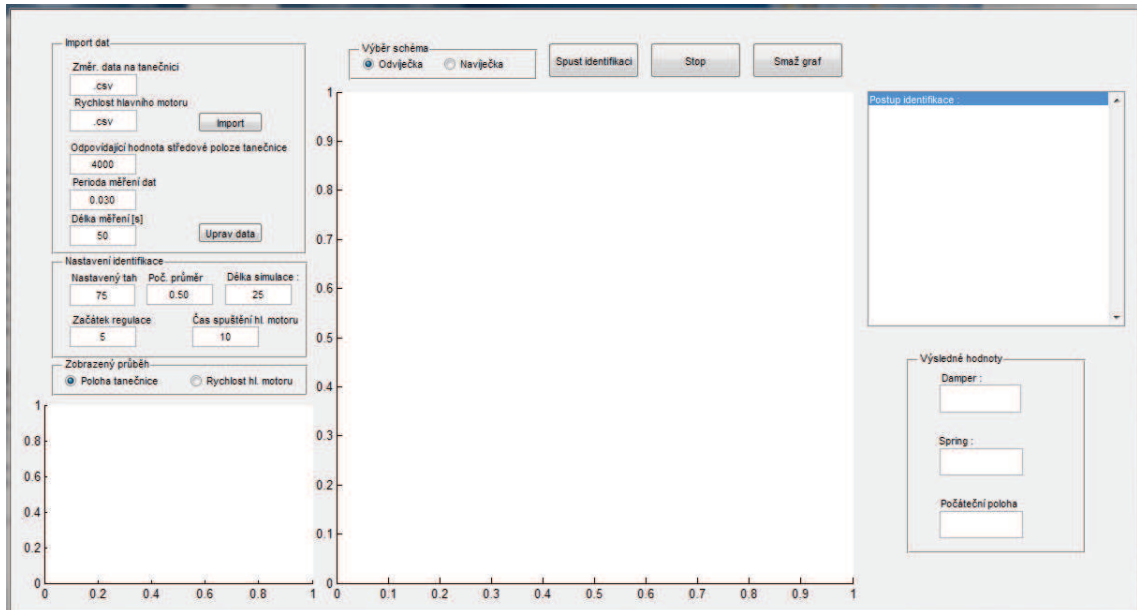 Import dat
Změr. data na tanečnici
.csv
Rychlost hlavního motoru
.csv
Import
Odpovídající hodnota středové poloze tanečnice
4000
Perioda měření dat
0.030
Délka měření [s]
50
Uprav data
Nastavení identifikace
Nastavený tah Poč. průměr Délka simulace :
75 0.50 25
Začátek regulace Čas spuštění hl. motoru
5 10
Zobrazený průběh
Poloha tanečnice Rychlost hl. motoru
1
0.8
0.6
0.4
0.2
0
0 0.2 0.4 0.6 0.8 1
Výběr schéma
Odvíječka Navíječka
Spust identifikaci Stop Smaž graf
1
0.9
0.8
0.7
0.6
0.5
0.4
0.3
0.2
0.1
0
0 0.1 0.2 0.3 0.4 0.5 0.6 0.7 0.8 0.9 1
Postup identifikace :
Výsledné hodnoty
Damper :
Spring :
Počáteční poloha